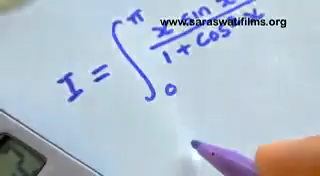 www.saraswatifilms.org
π
x sin x
I = ∫
1 + cos² x
0